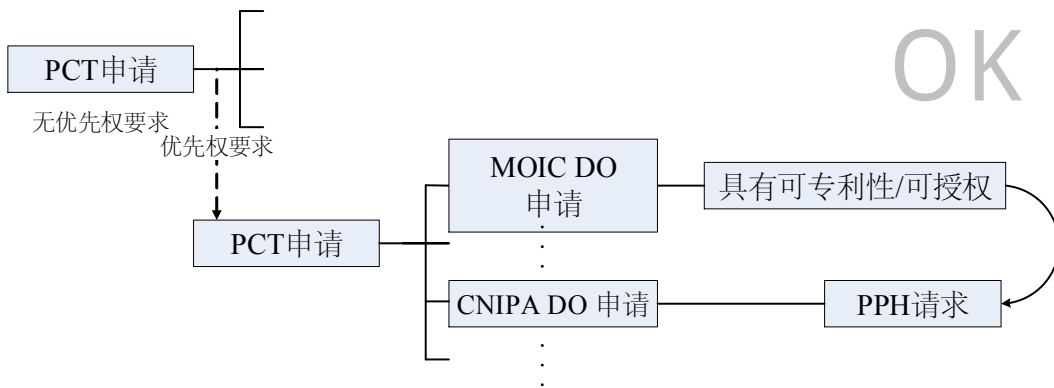 OK
PCT申请
无优先权要求
优先权要求
MOIC DO
申请
具有可专利性/可授权
PCT申请
CNIPA DO 申请
PPH请求